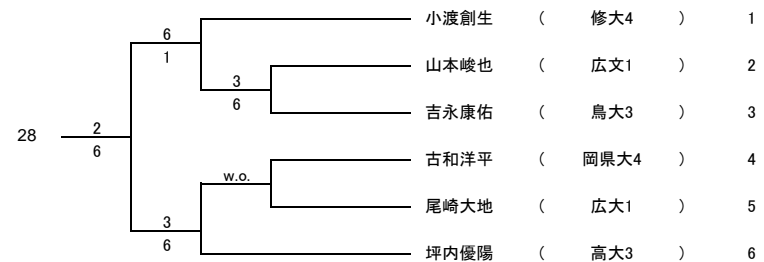 小渡創生 ( 修大4 ) 1
6
1
山本峻也 ( 広文1 ) 2
3
6
吉永康佑 ( 鳥大3 ) 3
28
2
6
古和洋平 ( 岡県大4 ) 4
w.o.
尾崎大地 ( 広大1 ) 5
3
6
坪内優陽 ( 高大3 ) 6